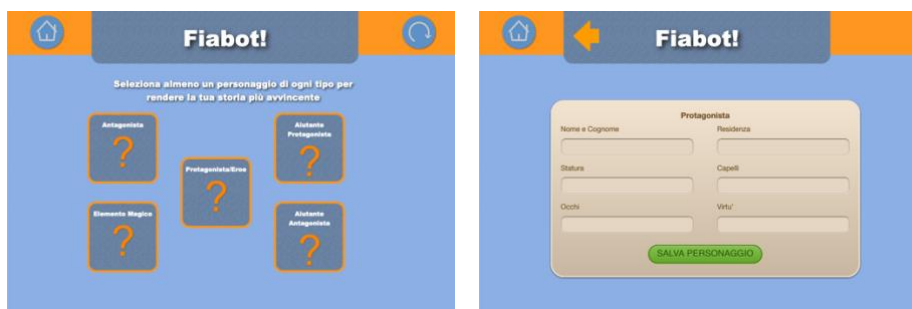 Fiabot!
Seleziona almeno un personaggio di ogni tipo per
rendere la tua storia più avvincente
Antagonista
?
Aiutante
Protagonista
?
Protagonista/Eroe
?
Elemento Magico
?
Aiutante
Antagonista
?
Fiabot!
Protagonista
Nome e Cognome
Residenza
Statura
Capelli
Occhi
Virtu'
SALVA PERSONAGGIO